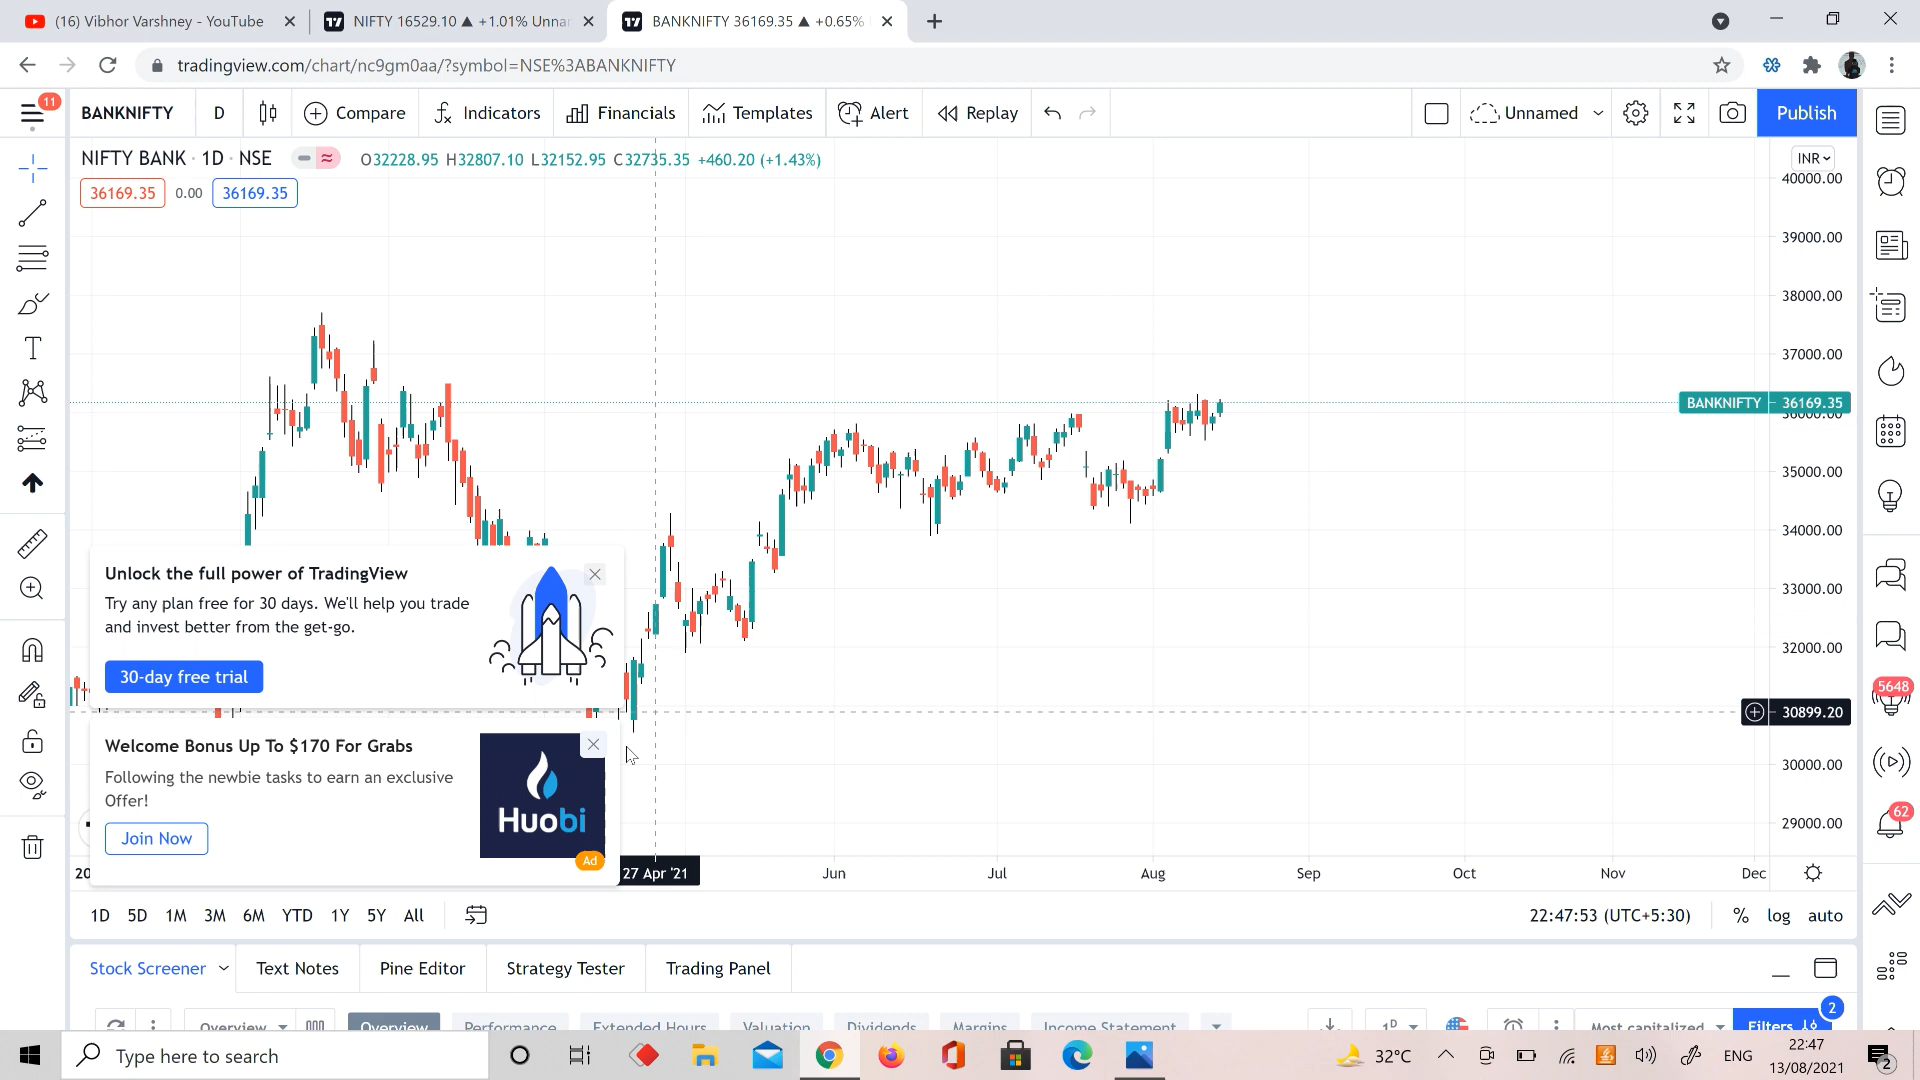 (16) Vibhor Varshney - YouTube
NIFTY 16529.10 ▲ +1.01% Unna
BANKNIFTY 36169.35 ▲ +0.65%
tradingview.com/chart/nc9gm0aa/?symbol=NSE%3ABANKNIFTY
11
BANKNIFTY D Compare Indicators Financials Templates Alert Replay Unnamed Publish
NIFTY BANK · 1D · NSE O32228.95 H32807.10 L32152.95 C32735.35 +460.20 (+1.43%)
36169.35 0.00 36169.35
INR
40000.00
39000.00
38000.00
37000.00
BANKNIFTY 36169.35
36000.00
35000.00
34000.00
33000.00
32000.00
30899.20
30000.00
29000.00
Unlock the full power of TradingView
Try any plan free for 30 days. We'll help you trade
and invest better from the get-go.
30-day free trial
Welcome Bonus Up To $170 For Grabs
Following the newbie tasks to earn an exclusive
Offer!
Join Now
Huobi
Ad
5648
62
20 27 Apr '21 Jun Jul Aug Sep Oct Nov Dec
1D 5D 1M 3M 6M YTD 1Y 5Y All 22:47:53 (UTC+5:30) % log auto
Stock Screener Text Notes Pine Editor Strategy Tester Trading Panel
2
Overview Overview Performance Extended Hours Valuation Dividends Margins Income Statement 1D Most capitalized Filters
Type here to search
32°C ENG
22:47
13/08/2021
2